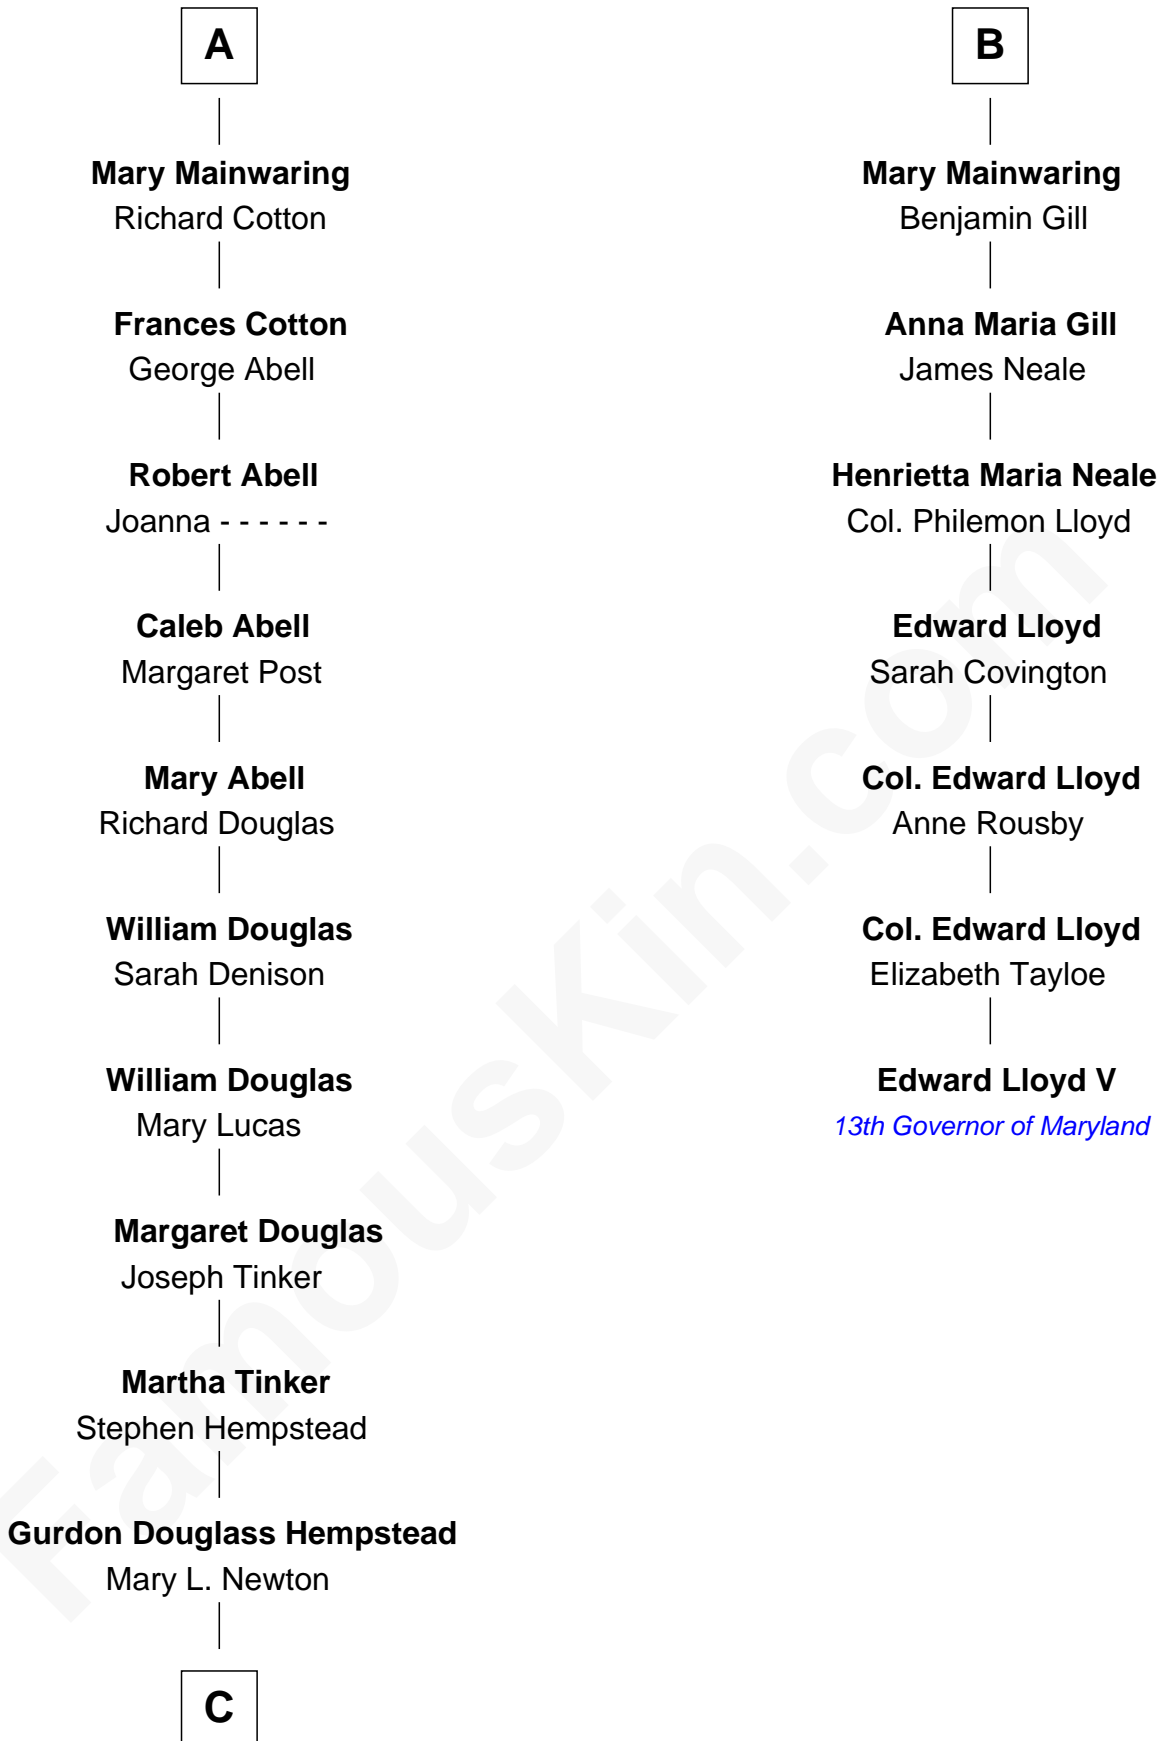 A
Mary Mainwaring
Richard Cotton
Frances Cotton
George Abell
Robert Abell
Joanna - - - - - -
Caleb Abell
Margaret Post
Mary Abell
Richard Douglas
William Douglas
Sarah Denison
William Douglas
Mary Lucas
Margaret Douglas
Joseph Tinker
Martha Tinker
Stephen Hempstead
Gurdon Douglass Hempstead
Mary L. Newton
C
B
Mary Mainwaring
Benjamin Gill
Anna Maria Gill
James Neale
Henrietta Maria Neale
Col. Philemon Lloyd
Edward Lloyd
Sarah Covington
Col. Edward Lloyd
Anne Rousby
Col. Edward Lloyd
Elizabeth Tayloe
Edward Lloyd V
13th Governor of Maryland
FamousKin.com